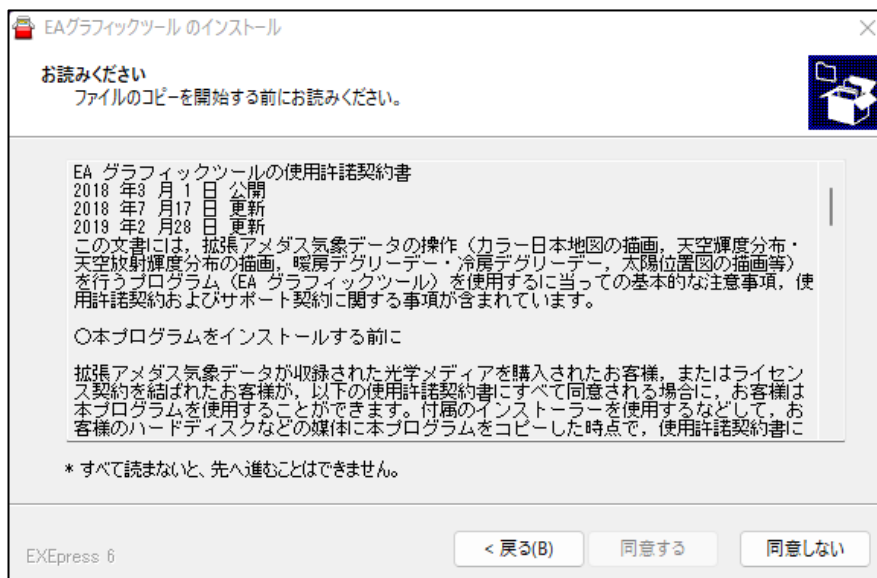 EAグラフィックツール のインストール
お読みください
ファイルのコピーを開始する前にお読みください。
EA グラフィックツールの使用許諾契約書
2018 年3 月 1 日 公開
2018 年7 月17 日 更新
2019 年2 月28 日 更新
この文書には，拡張アメダス気象データの操作（カラー日本地図の描画，天空輝度分布・
天空放射輝度分布の描画，暖房デグリーデー・冷房デグリーデー，太陽位置図の描画等）
を行うプログラム（EA グラフィックツール）を使用するに当っての基本的な注意事項，使
用許諾契約およびサポート契約に関する事項が含まれています。
○本プログラムをインストールする前に
拡張アメダス気象データが収録された光学メディアを購入されたお客様，またはライセン
ス契約を結ばれたお客様が，以下の使用許諾契約書にすべて同意される場合に，お客様は
本プログラムを使用することができます。付属のインストーラーを使用するなどして，お
客様のハードディスクなどの媒体に本プログラムをコピーした時点で，使用許諾契約書に
* すべて読まないと、先へ進むことはできません。
EXEpress 6
< 戻る(B)
同意する
同意しない